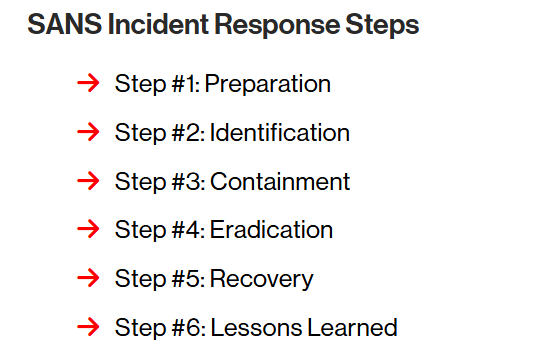 SANS Incident Response Steps
Step #1: Preparation
Step #2: Identification
Step #3: Containment
Step #4: Eradication
Step #5: Recovery
Step #6: Lessons Learned